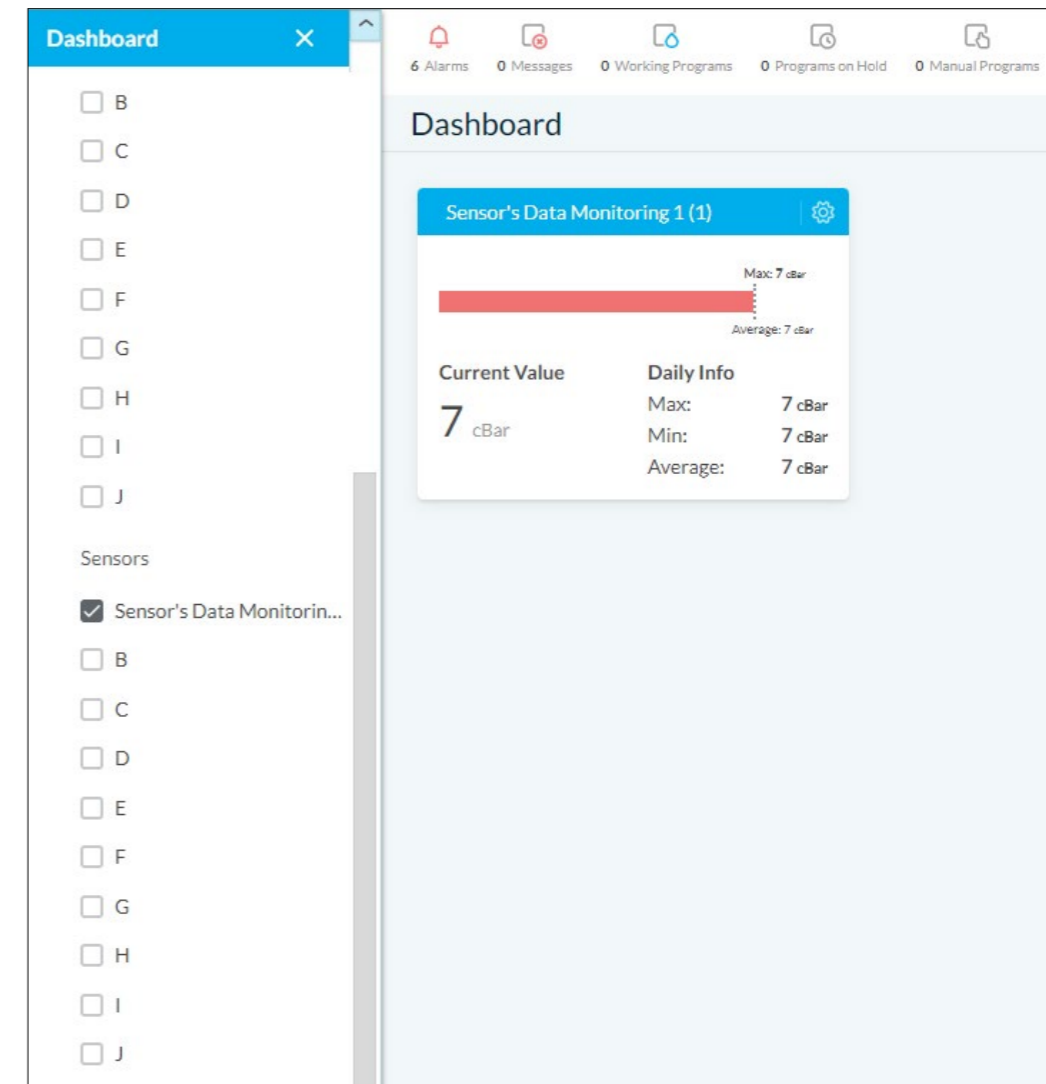 Dashboard
B
C
D
E
F
G
H
I
J
Sensors
Sensor's Data Monitorin...
B
C
D
E
F
G
H
I
J
6 Alarms
0 Messages
0 Working Programs
0 Programs on Hold
0 Manual Programs
Dashboard
Sensor's Data Monitoring 1 (1)
Max: 7 cBar
Average: 7 cBar
Current Value
7 cBar
Daily Info
Max: 7 cBar
Min: 7 cBar
Average: 7 cBar